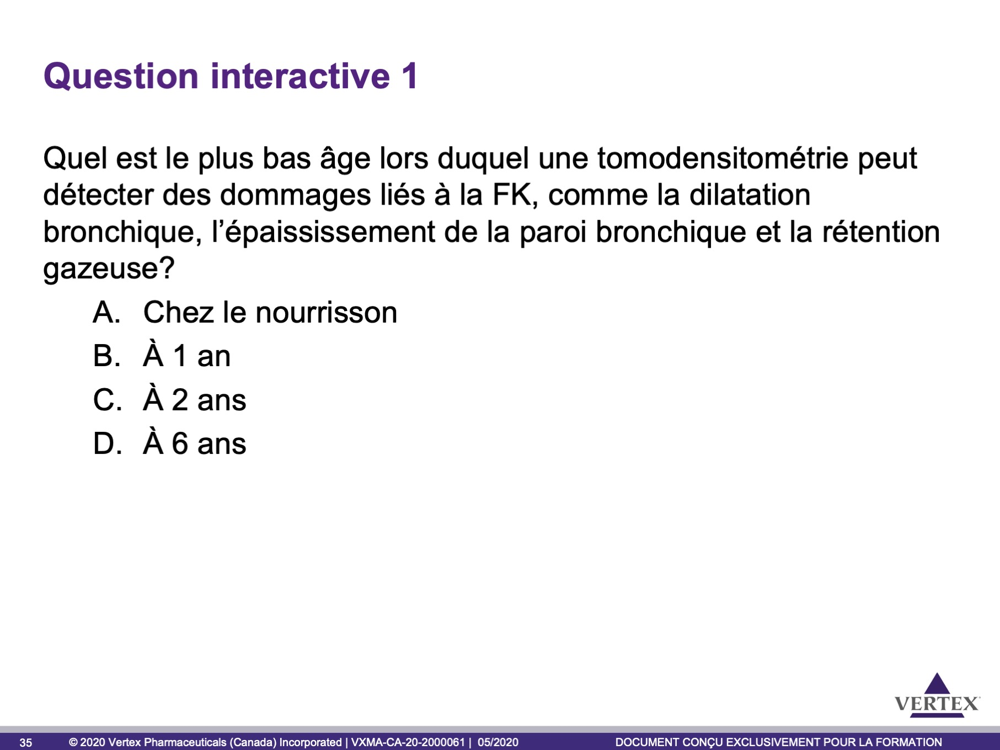 Question interactive 1
Quel est le plus bas âge lors duquel une tomodensitométrie peut
détecter des dommages liés à la FK, comme la dilatation
bronchique, l’épaississement de la paroi bronchique et la rétention
gazeuse?
A. Chez le nourrisson
B. À 1 an
C. À 2 ans
D. À 6 ans
VERTEX
35 © 2020 Vertex Pharmaceuticals (Canada) Incorporated | VXMA-CA-20-2000061 | 05/2020 DOCUMENT CONÇU EXCLUSIVEMENT POUR LA FORMATION